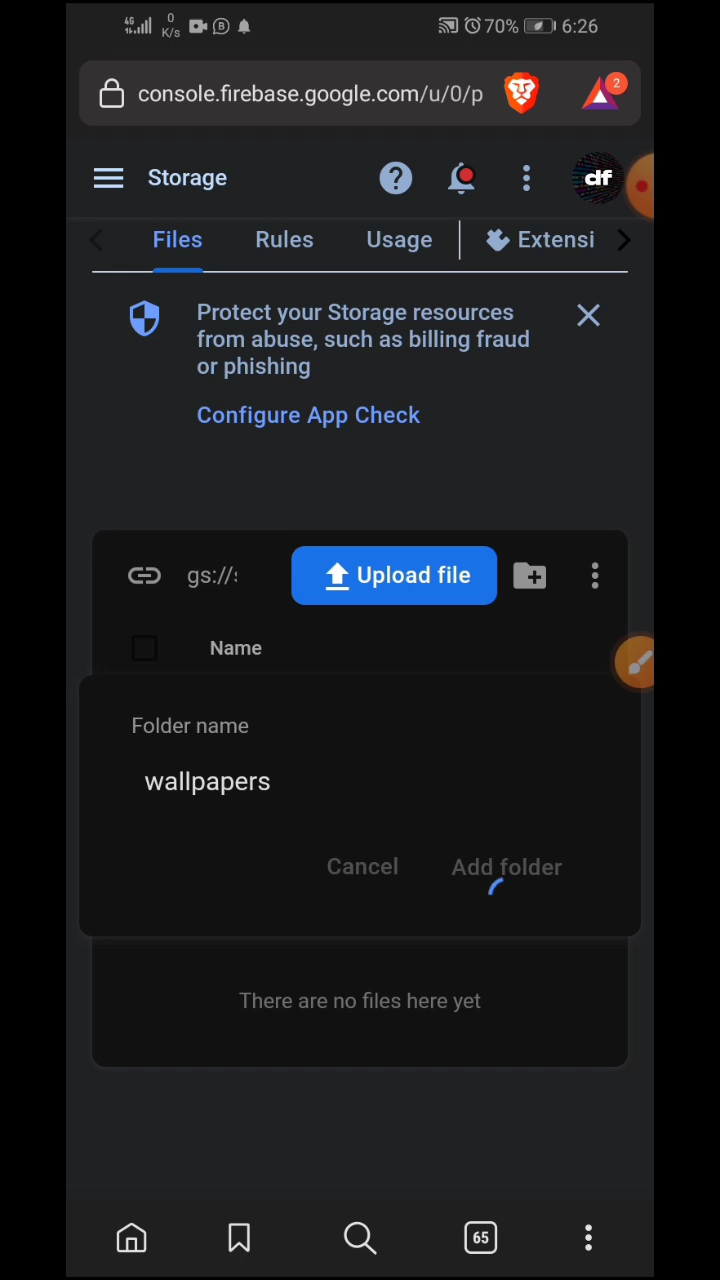 4G 0 K/s B 70% 6:26
console.firebase.google.com/u/0/p 2
Storage ? df
Files Rules Usage Extensi
Protect your Storage resources
from abuse, such as billing fraud
or phishing
Configure App Check
gs:// Upload file
Name
Folder name
wallpapers
Cancel Add folder
There are no files here yet
65